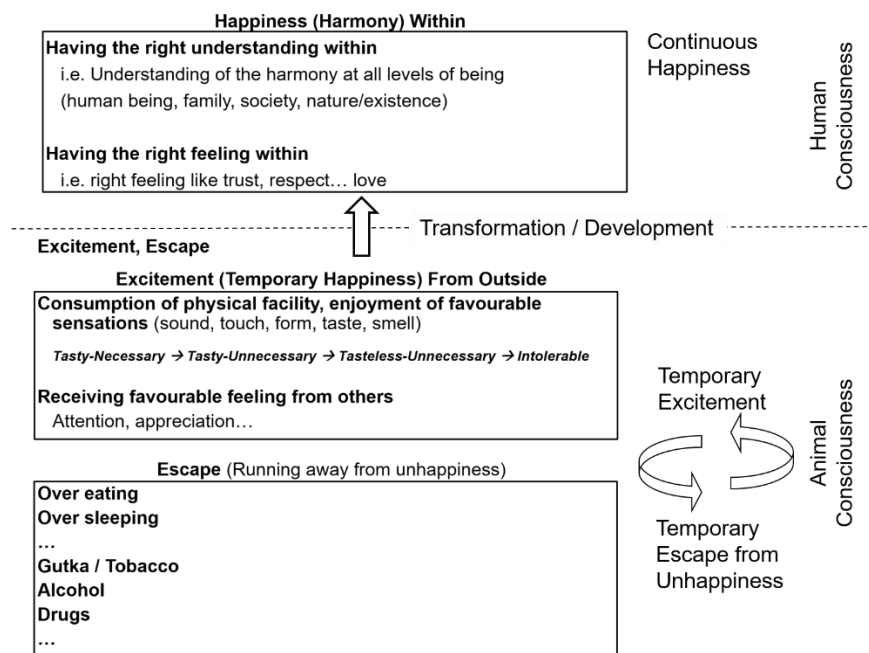 Happiness (Harmony) Within
Having the right understanding within
i.e. Understanding of the harmony at all levels of being
(human being, family, society, nature/existence)
Having the right feeling within
i.e. right feeling like trust, respect… love
Continuous
Happiness
Human
Consciousness
Transformation / Development
Excitement, Escape
Excitement (Temporary Happiness) From Outside
Consumption of physical facility, enjoyment of favourable
sensations (sound, touch, form, taste, smell)
Tasty-Necessary → Tasty-Unnecessary → Tasteless-Unnecessary → Intolerable
Receiving favourable feeling from others
Attention, appreciation…
Escape (Running away from unhappiness)
Over eating
Over sleeping
…
Gutka / Tobacco
Alcohol
Drugs
…
Temporary
Excitement
Temporary
Escape from
Unhappiness
Animal
Consciousness